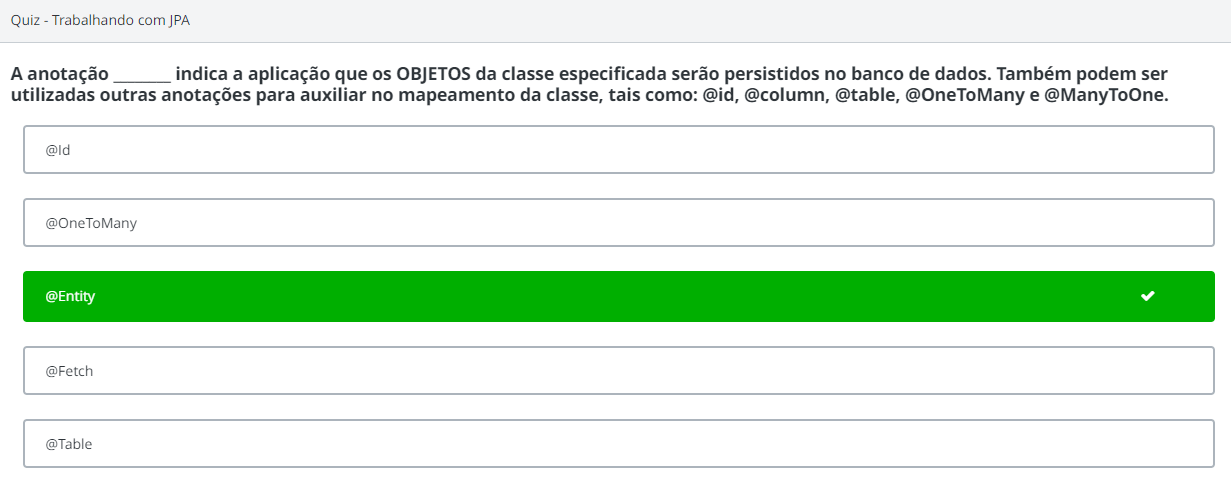 Quiz - Trabalhando com JPA
A anotação ________ indica a aplicação que os OBJETOS da classe especificada serão persistidos no banco de dados. Também podem ser
utilizadas outras anotações para auxiliar no mapeamento da classe, tais como: @id, @column, @table, @OneToMany e @ManyToOne.
@Id
@OneToMany
@Entity
@Fetch
@Table